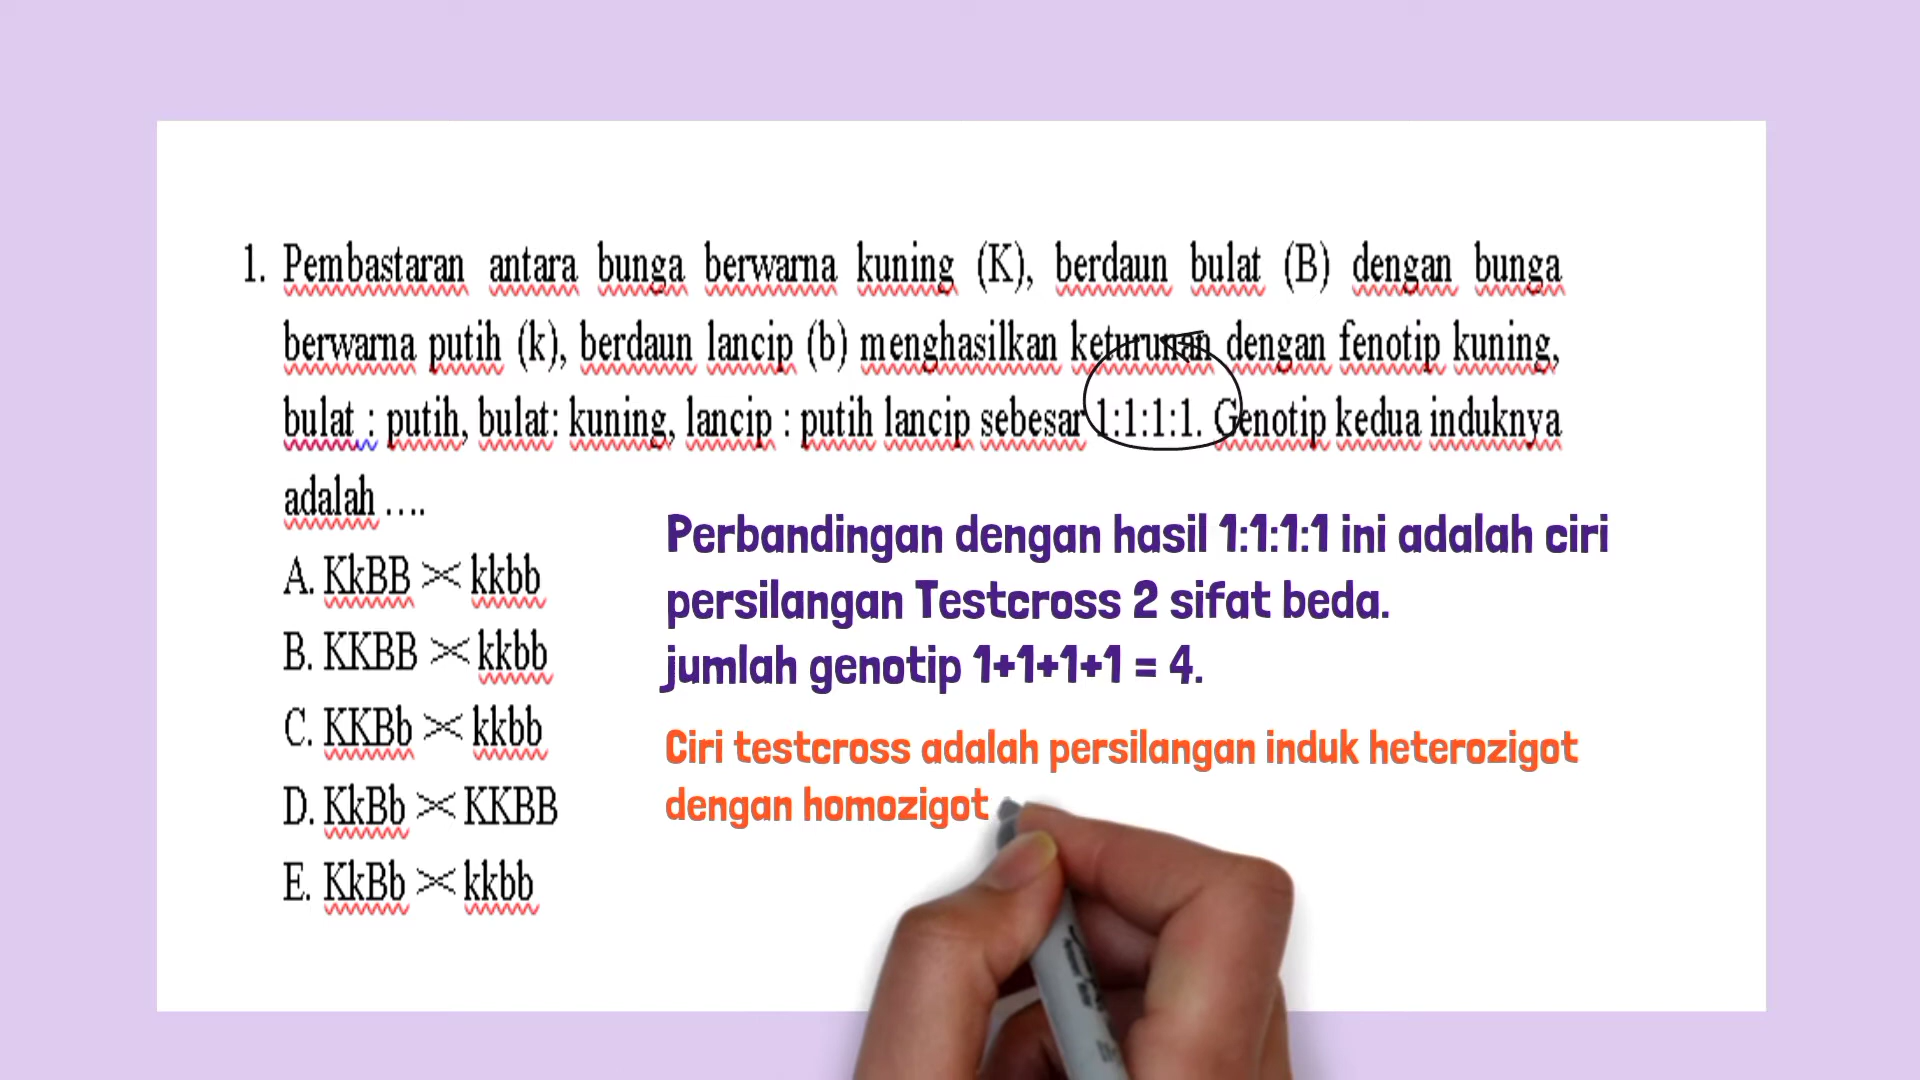 1. Pembastaran antara bunga berwarna kuning (K), berdaun bulat (B) dengan bunga
berwarna putih (k), berdaun lancip (b) menghasilkan keturunan dengan fenotip kuning,
bulat : putih, bulat: kuning, lancip : putih lancip sebesar 1:1:1:1. Genotip kedua induknya
adalah ....
A. KkBB × kkbb
B. KKBB × kkbb
C. KKBb × kkbb
D. KkBb × KKBB
E. KkBb × kkbb
Perbandingan dengan hasil 1:1:1:1 ini adalah ciri
persilangan Testcross 2 sifat beda.
jumlah genotip 1+1+1+1 = 4.
Ciri testcross adalah persilangan induk heterozigot
dengan homozigot